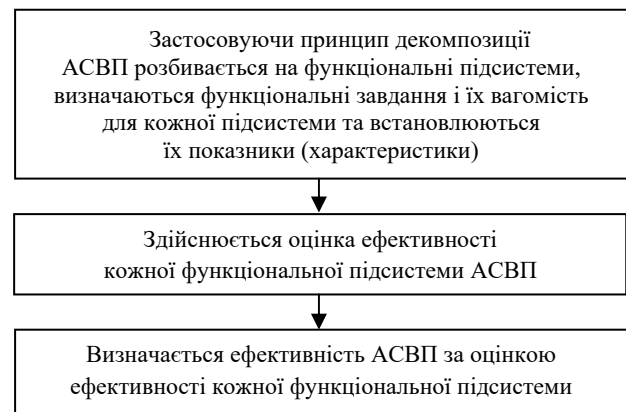 Застосовуючи принцип декомпозиції
АСВП розбивається на функціональні підсистеми,
визначаються функціональні завдання і їх вагомість
для кожної підсистеми та встановлюються
їх показники (характеристики)
Здійснюється оцінка ефективності
кожної функціональної підсистеми АСВП
Визначається ефективність АСВП за оцінкою
ефективності кожної функціональної підсистеми